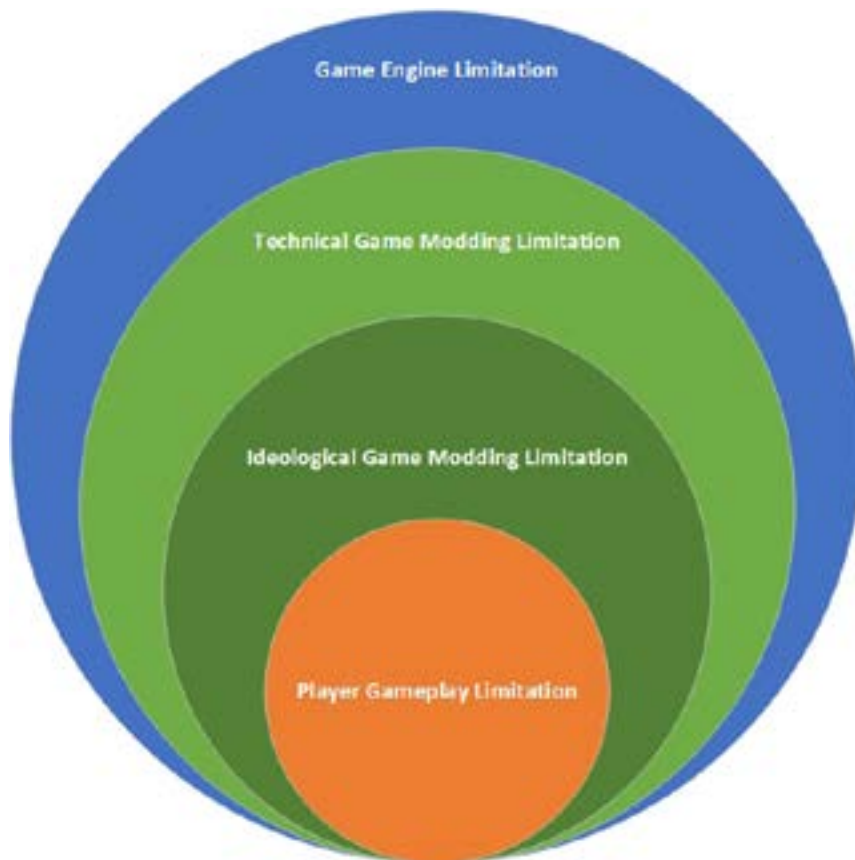 Game Engine Limitation
Technical Game Modding Limitation
Ideological Game Modding Limitation
Player Gameplay Limitation